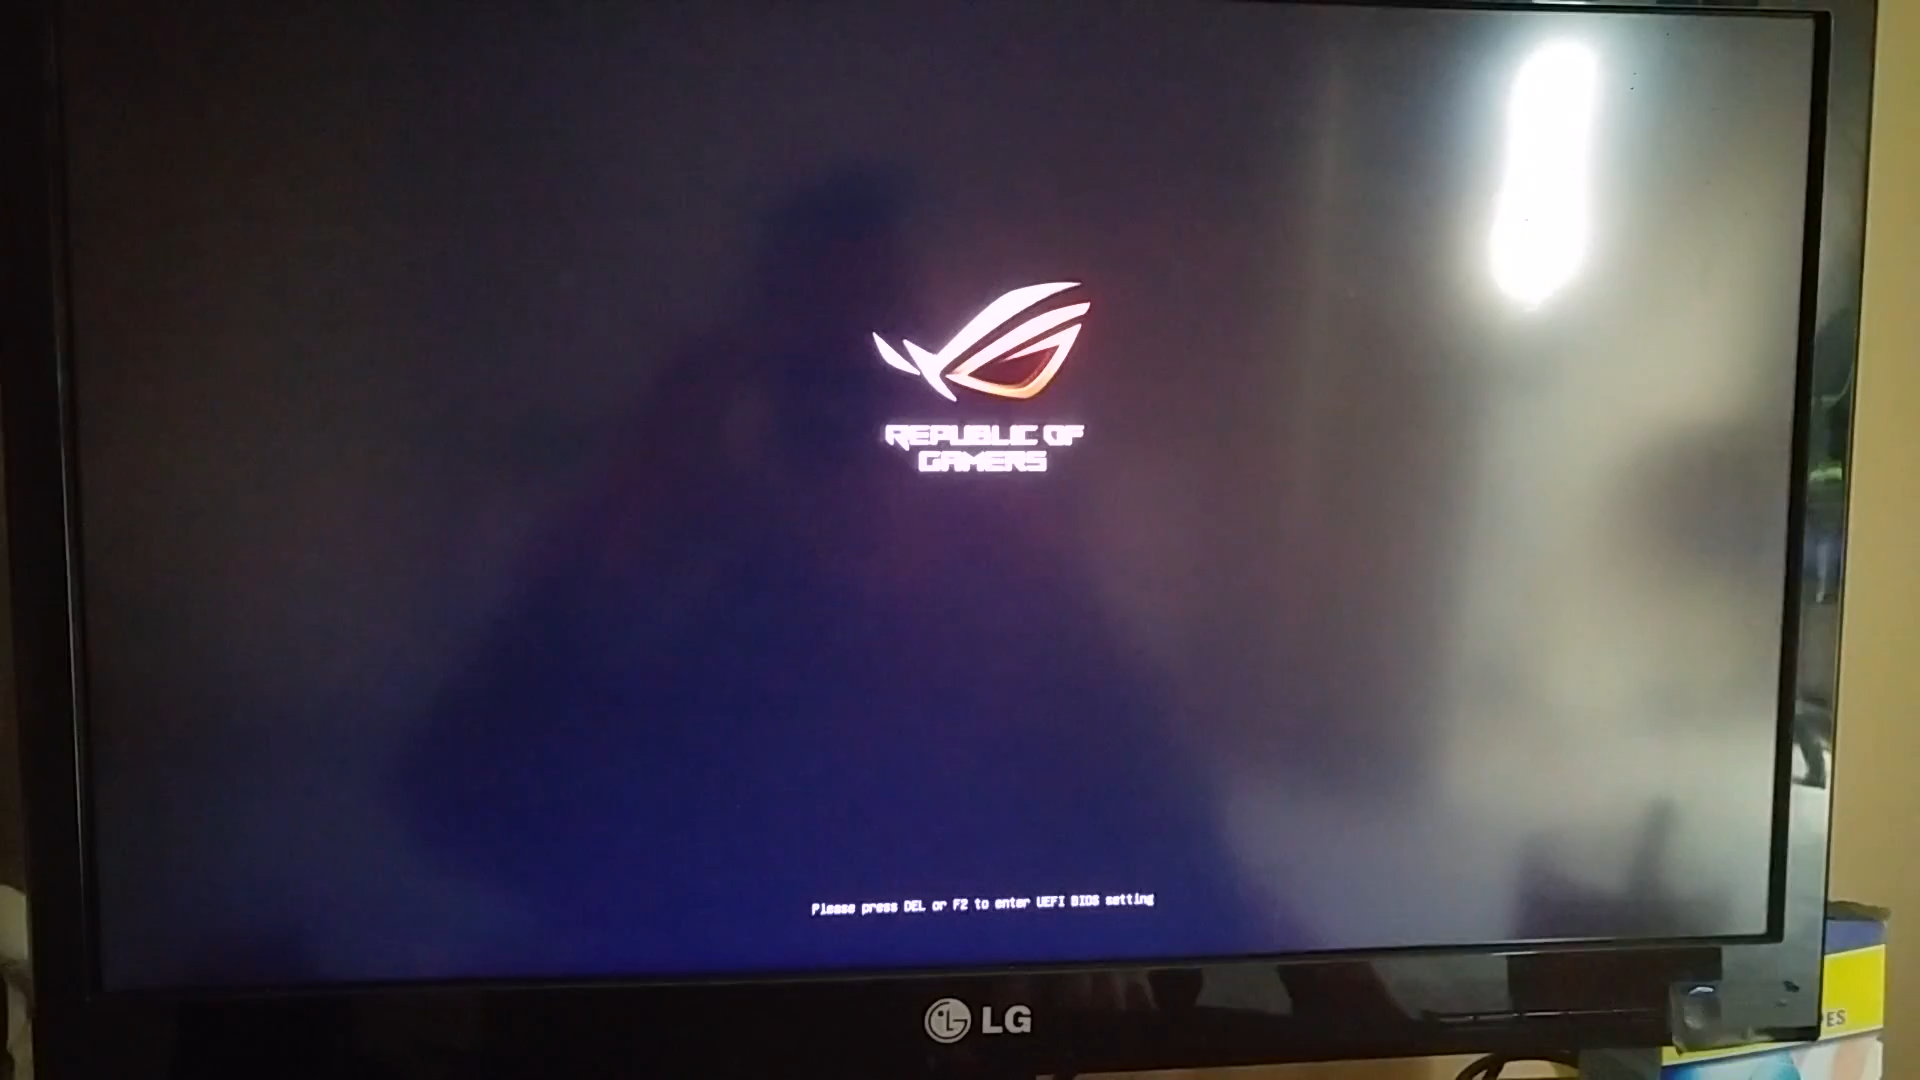 REPUBLIC OF
GAMERS
Please press DEL or F2 to enter UEFI BIOS setting
LG